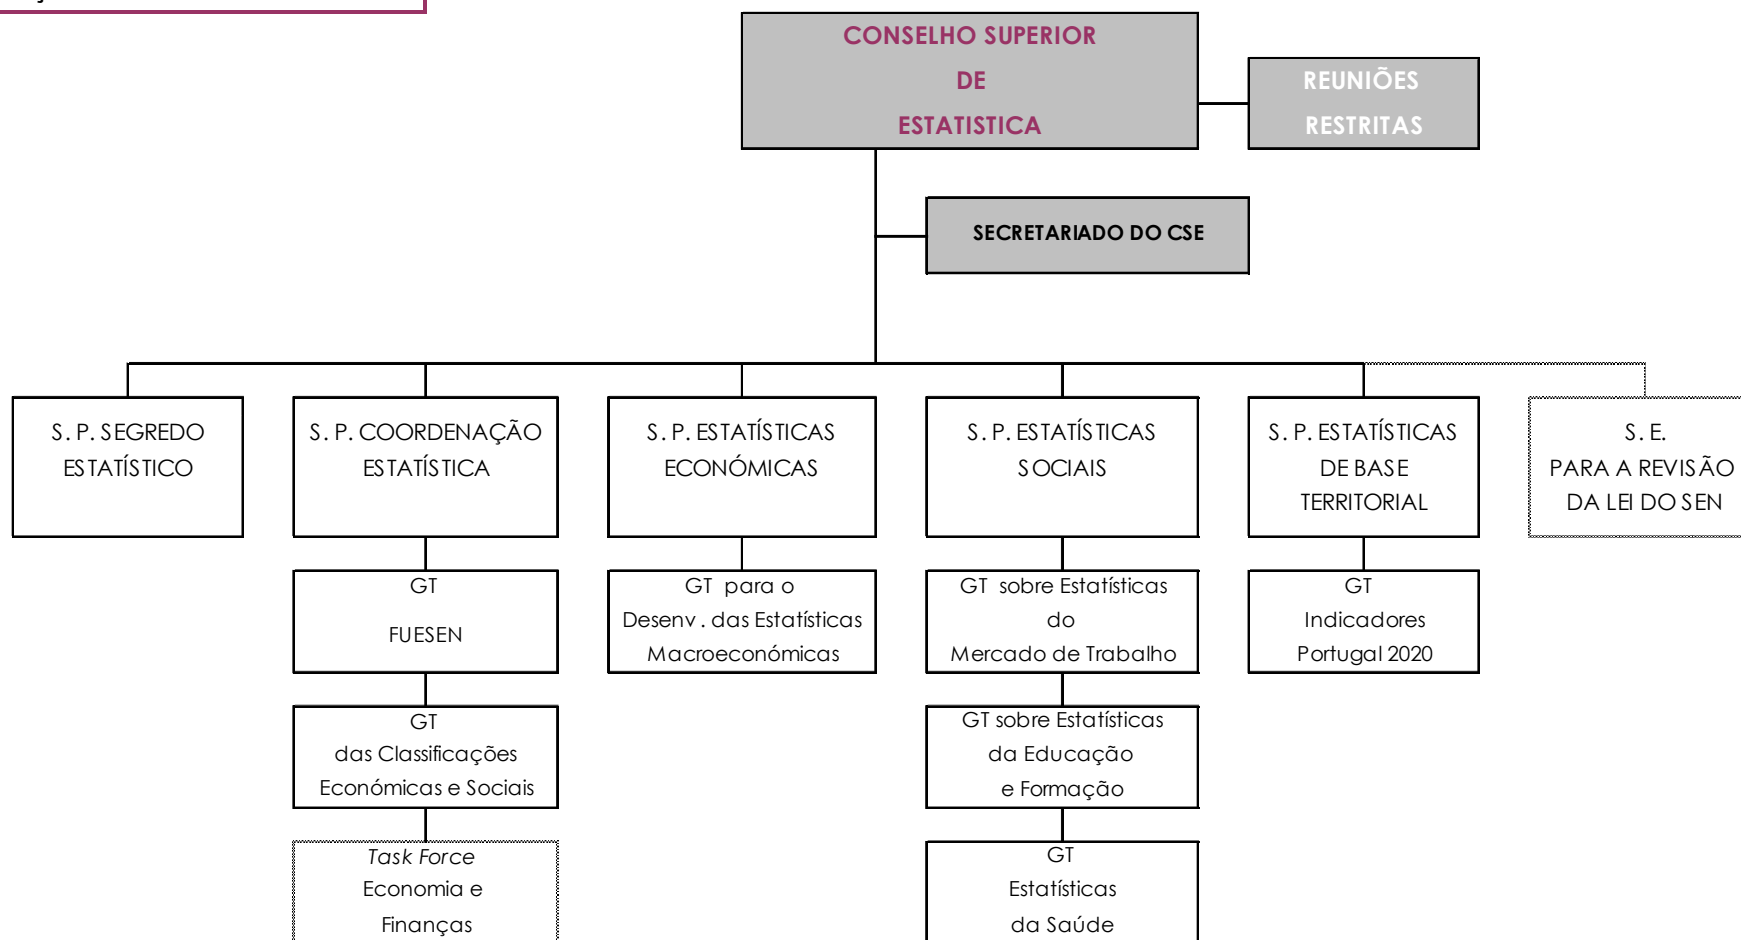 CONSELHO SUPERIOR
DE
ESTATISTICA
REUNIÕES
RESTRITAS
SECRETARIADO DO CSE
S. P. SEGREDO
ESTATÍSTICO
S. P. COORDENAÇÃO
ESTATÍSTICA
S. P. ESTATÍSTICAS
ECONÓMICAS
S. P. ESTATÍSTICAS
SOCIAIS
S. P. ESTATÍSTICAS
DE BASE
TERRITORIAL
S. E.
PARA A REVISÃO
DA LEI DO SEN
GT
FUESEN
GT para o
Desenv. das Estatísticas
Macroeconómicas
GT sobre Estatísticas
do
Mercado de Trabalho
GT
Indicadores
Portugal 2020
GT
das Classificações
Económicas e Sociais
GT sobre Estatísticas
da Educação
e Formação
Task Force
Economia e
Finanças
GT
Estatísticas
da Saúde